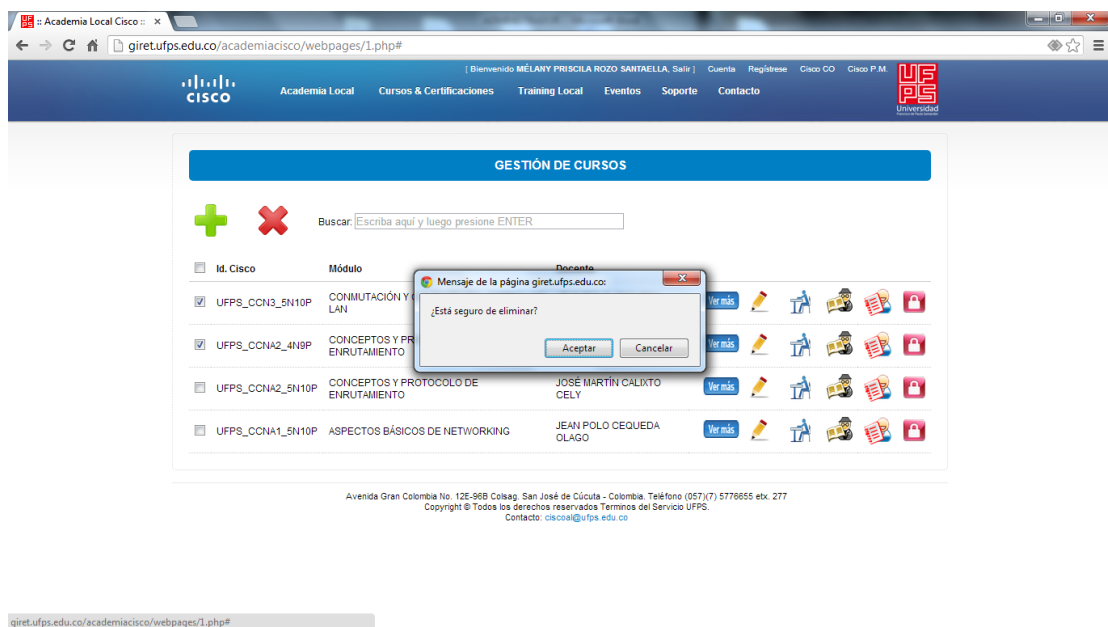 :: Academia Local Cisco ::
giret.ufps.edu.co/academiacisco/webpages/1.php#
[ Bienvenido MÉLANY PRISCILA ROZO SANTAELLA, Salir ] Cuenta Regístrese Cisco CO Cisco P.M.
CISCO
Academia Local Cursos & Certificaciones Training Local Eventos Soporte Contacto
UFPS
Universidad
GESTIÓN DE CURSOS
Buscar: Escriba aquí y luego presione ENTER
Id. Cisco Módulo Docente
Mensaje de la página giret.ufps.edu.co:
¿Está seguro de eliminar?
Aceptar Cancelar
UFPS_CCN3_5N10P CONMUTACIÓN Y
LAN
Ver más
UFPS_CCNA2_4N9P CONCEPTOS Y PR
ENRUTAMIENTO
Ver más
UFPS_CCNA2_5N10P CONCEPTOS Y PROTOCOLO DE
ENRUTAMIENTO
JOSÉ MARTÍN CALIXTO
CELY
Ver más
UFPS_CCNA1_5N10P ASPECTOS BÁSICOS DE NETWORKING
JEAN POLO CEQUEDA
OLAGO
Ver más
Avenida Gran Colombia No. 12E-96B Colsag. San José de Cúcuta - Colombia. Teléfono (057)(7) 5776655 etx. 277
Copyright © Todos los derechos reservados Terminos del Servicio UFPS.
Contacto: ciscoal@ufps.edu.co
giret.ufps.edu.co/academiacisco/webpages/1.php#